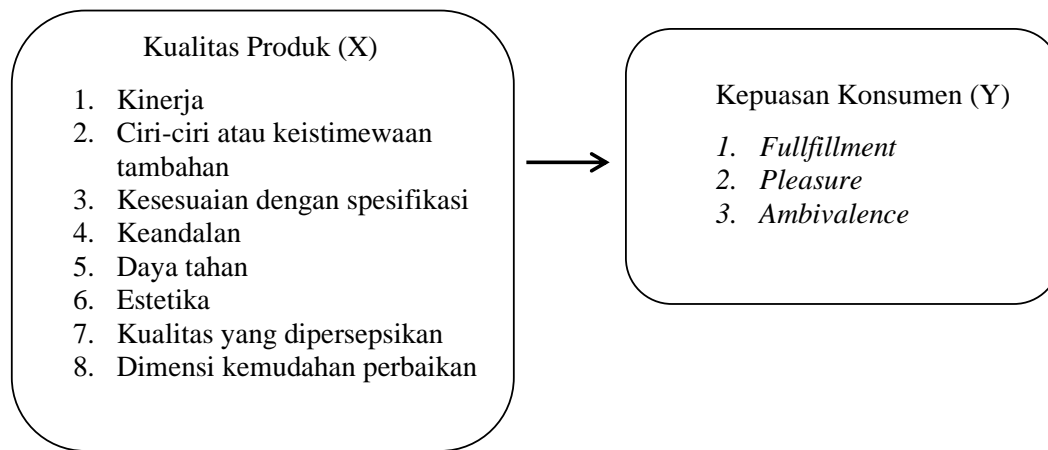 Kualitas Produk (X)
1. Kinerja
2. Ciri-ciri atau keistimewaan
tambahan
3. Kesesuaian dengan spesifikasi
4. Keandalan
5. Daya tahan
6. Estetika
7. Kualitas yang dipersepsikan
8. Dimensi kemudahan perbaikan
Kepuasan Konsumen (Y)
1. Fullfillment
2. Pleasure
3. Ambivalence